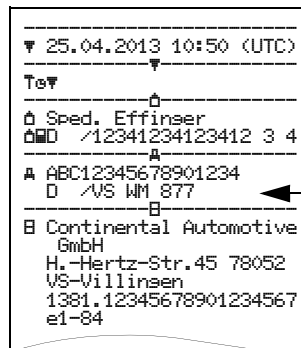 ▼ 25.04.2013 10:50 (UTC)
T⊙▼
Sped. Effinger
D /12341234123412 3 4
A ABC12345678901234
D /VS WM 877
B Continental Automotive
GmbH
H.-Hertz-Str.45 78052
VS-Villingen
1381.12345678901234567
e1-84